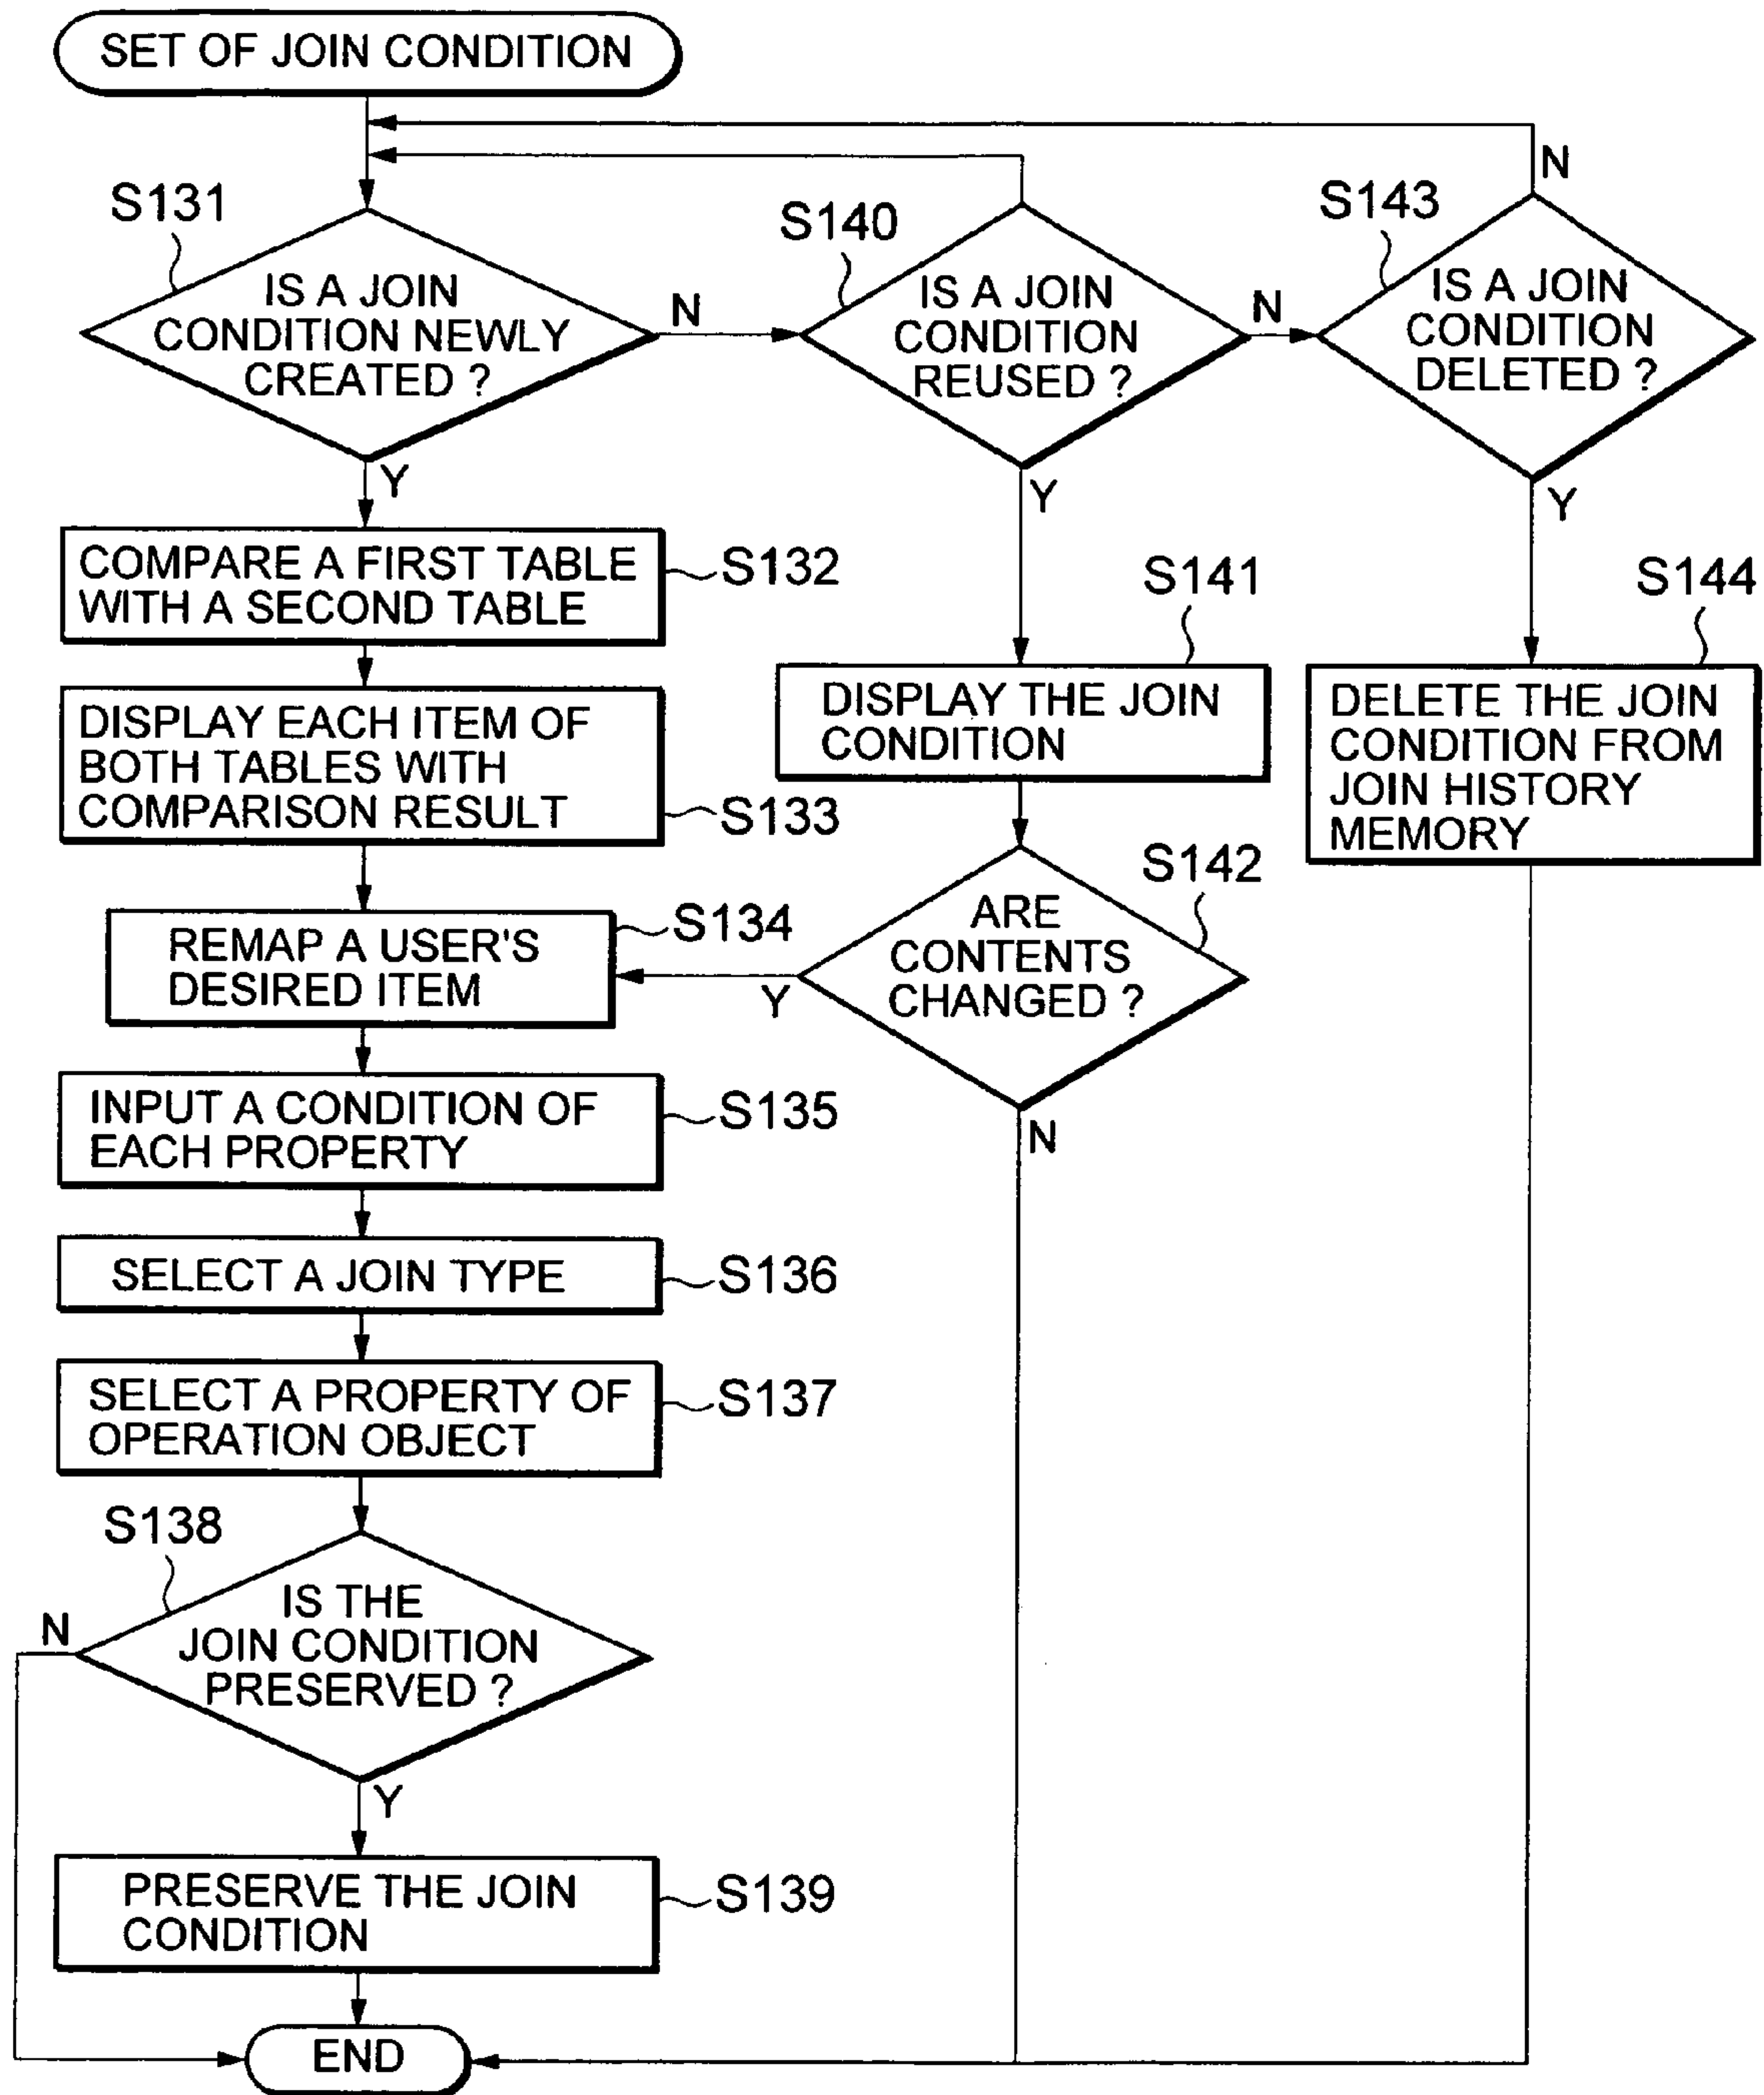 SET OF JOIN CONDITION
S131
IS A JOIN
CONDITION NEWLY
CREATED ?
N
Y
S140
IS A JOIN
CONDITION
REUSED ?
N
Y
S143
IS A JOIN
CONDITION
DELETED ?
N
Y
COMPARE A FIRST TABLE
WITH A SECOND TABLE
S132
DISPLAY EACH ITEM OF
BOTH TABLES WITH
COMPARISON RESULT
S133
S141
DISPLAY THE JOIN
CONDITION
S144
DELETE THE JOIN
CONDITION FROM
JOIN HISTORY
MEMORY
REMAP A USER'S
DESIRED ITEM
S134
S142
ARE
CONTENTS
CHANGED ?
Y
N
INPUT A CONDITION OF
EACH PROPERTY
S135
SELECT A JOIN TYPE
S136
SELECT A PROPERTY OF
OPERATION OBJECT
S137
S138
IS THE
JOIN CONDITION
PRESERVED ?
N
Y
PRESERVE THE JOIN
CONDITION
S139
END